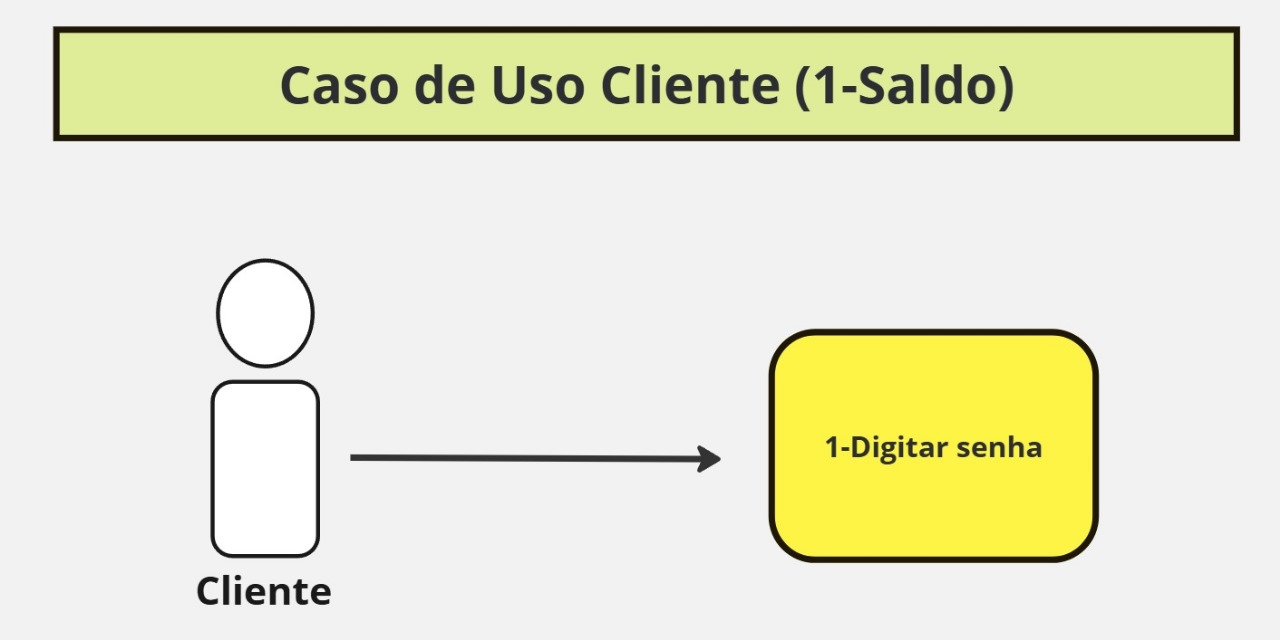 Caso de Uso Cliente (1-Saldo)
1-Digitar senha
Cliente